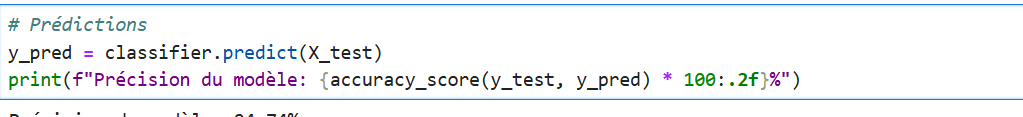 # Prédictions
y_pred = classifier.predict(X_test)
print(f"Précision du modèle: {accuracy_score(y_test, y_pred) * 100:.2f}%")